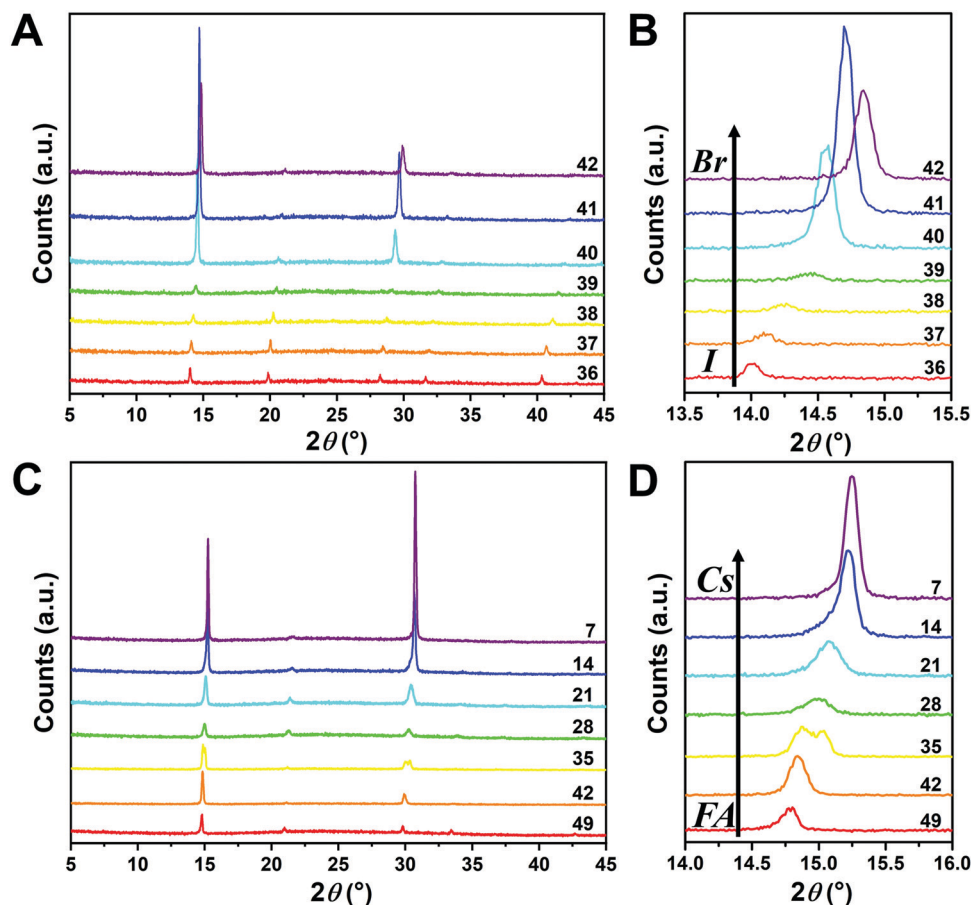 A
Counts (a.u.)
42
41
40
39
38
37
36
5 10 15 20 25 30 35 40 45
2θ (°)
B
Counts (a.u.)
Br
I
42
41
40
39
38
37
36
13.5 14.0 14.5 15.0 15.5
2θ (°)
C
Counts (a.u.)
7
14
21
28
35
42
49
5 10 15 20 25 30 35 40 45
2θ (°)
D
Counts (a.u.)
Cs
FA
7
14
21
28
35
42
49
14.0 14.5 15.0 15.5 16.0
2θ (°)